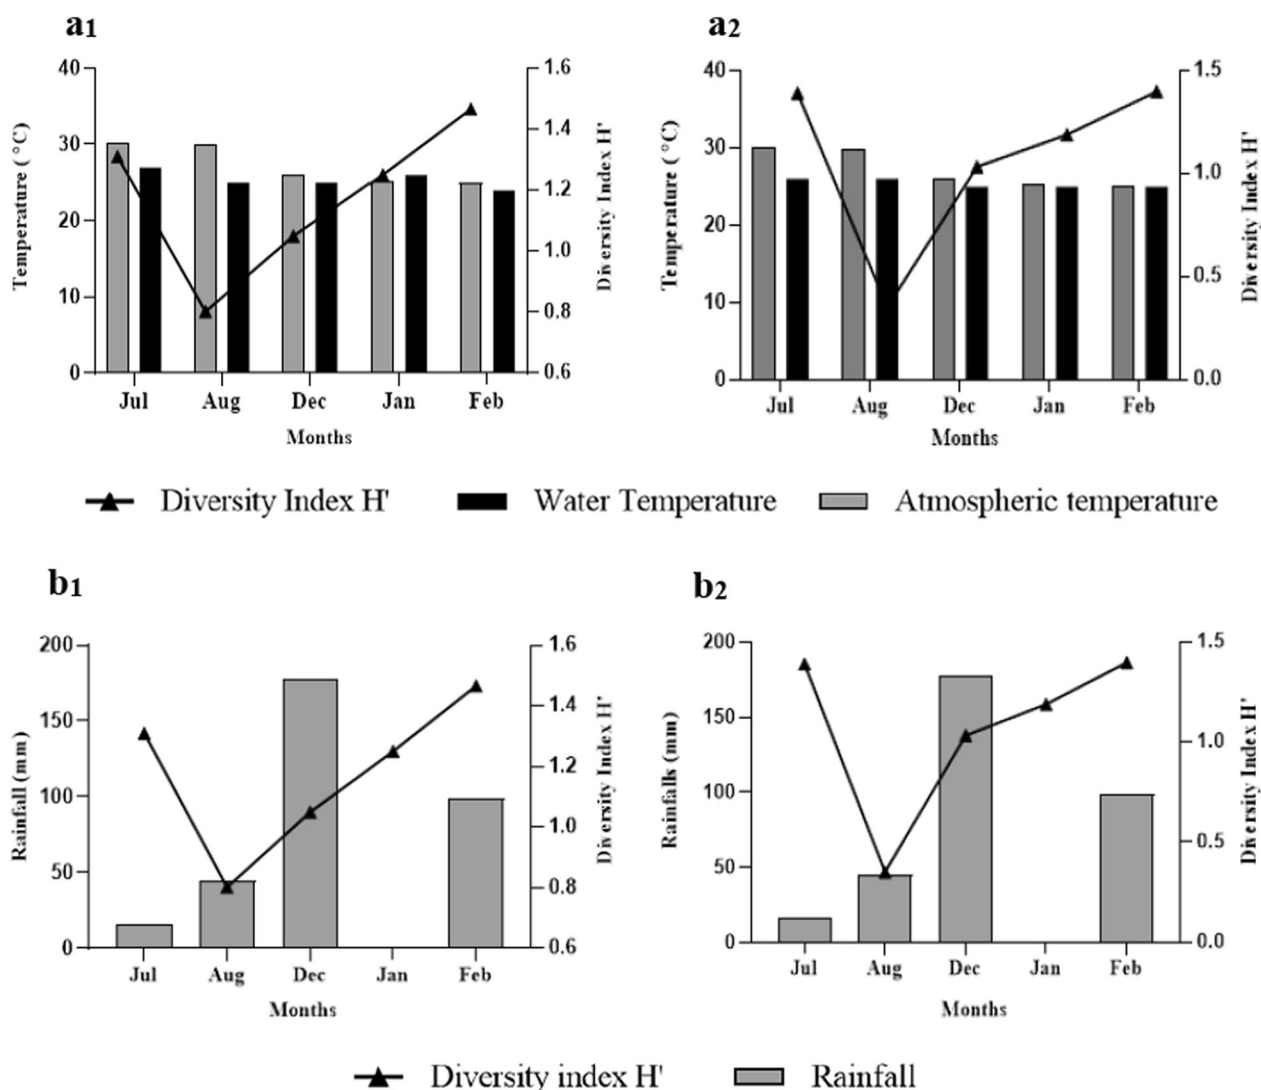 a1
a2
40
30
20
10
0
Temperature ( °C)
1.6
1.4
1.2
1.0
0.8
0.6
Diversity Index H'
Jul Aug Dec Jan Feb
Months
40
30
20
10
0
Temperature ( °C)
1.5
1.0
0.5
0.0
Diversity Index H'
Jul Aug Dec Jan Feb
Months
Diversity Index H' Water Temperature Atmospheric temperature
b1
b2
200
150
100
50
0
Rainfall (mm)
1.6
1.4
1.2
1.0
0.8
0.6
Diversity Index H'
Jul Aug Dec Jan Feb
Months
200
150
100
50
0
Rainfalls (mm)
1.5
1.0
0.5
0.0
Diversity Index H'
Jul Aug Dec Jan Feb
Months
Diversity index H' Rainfall